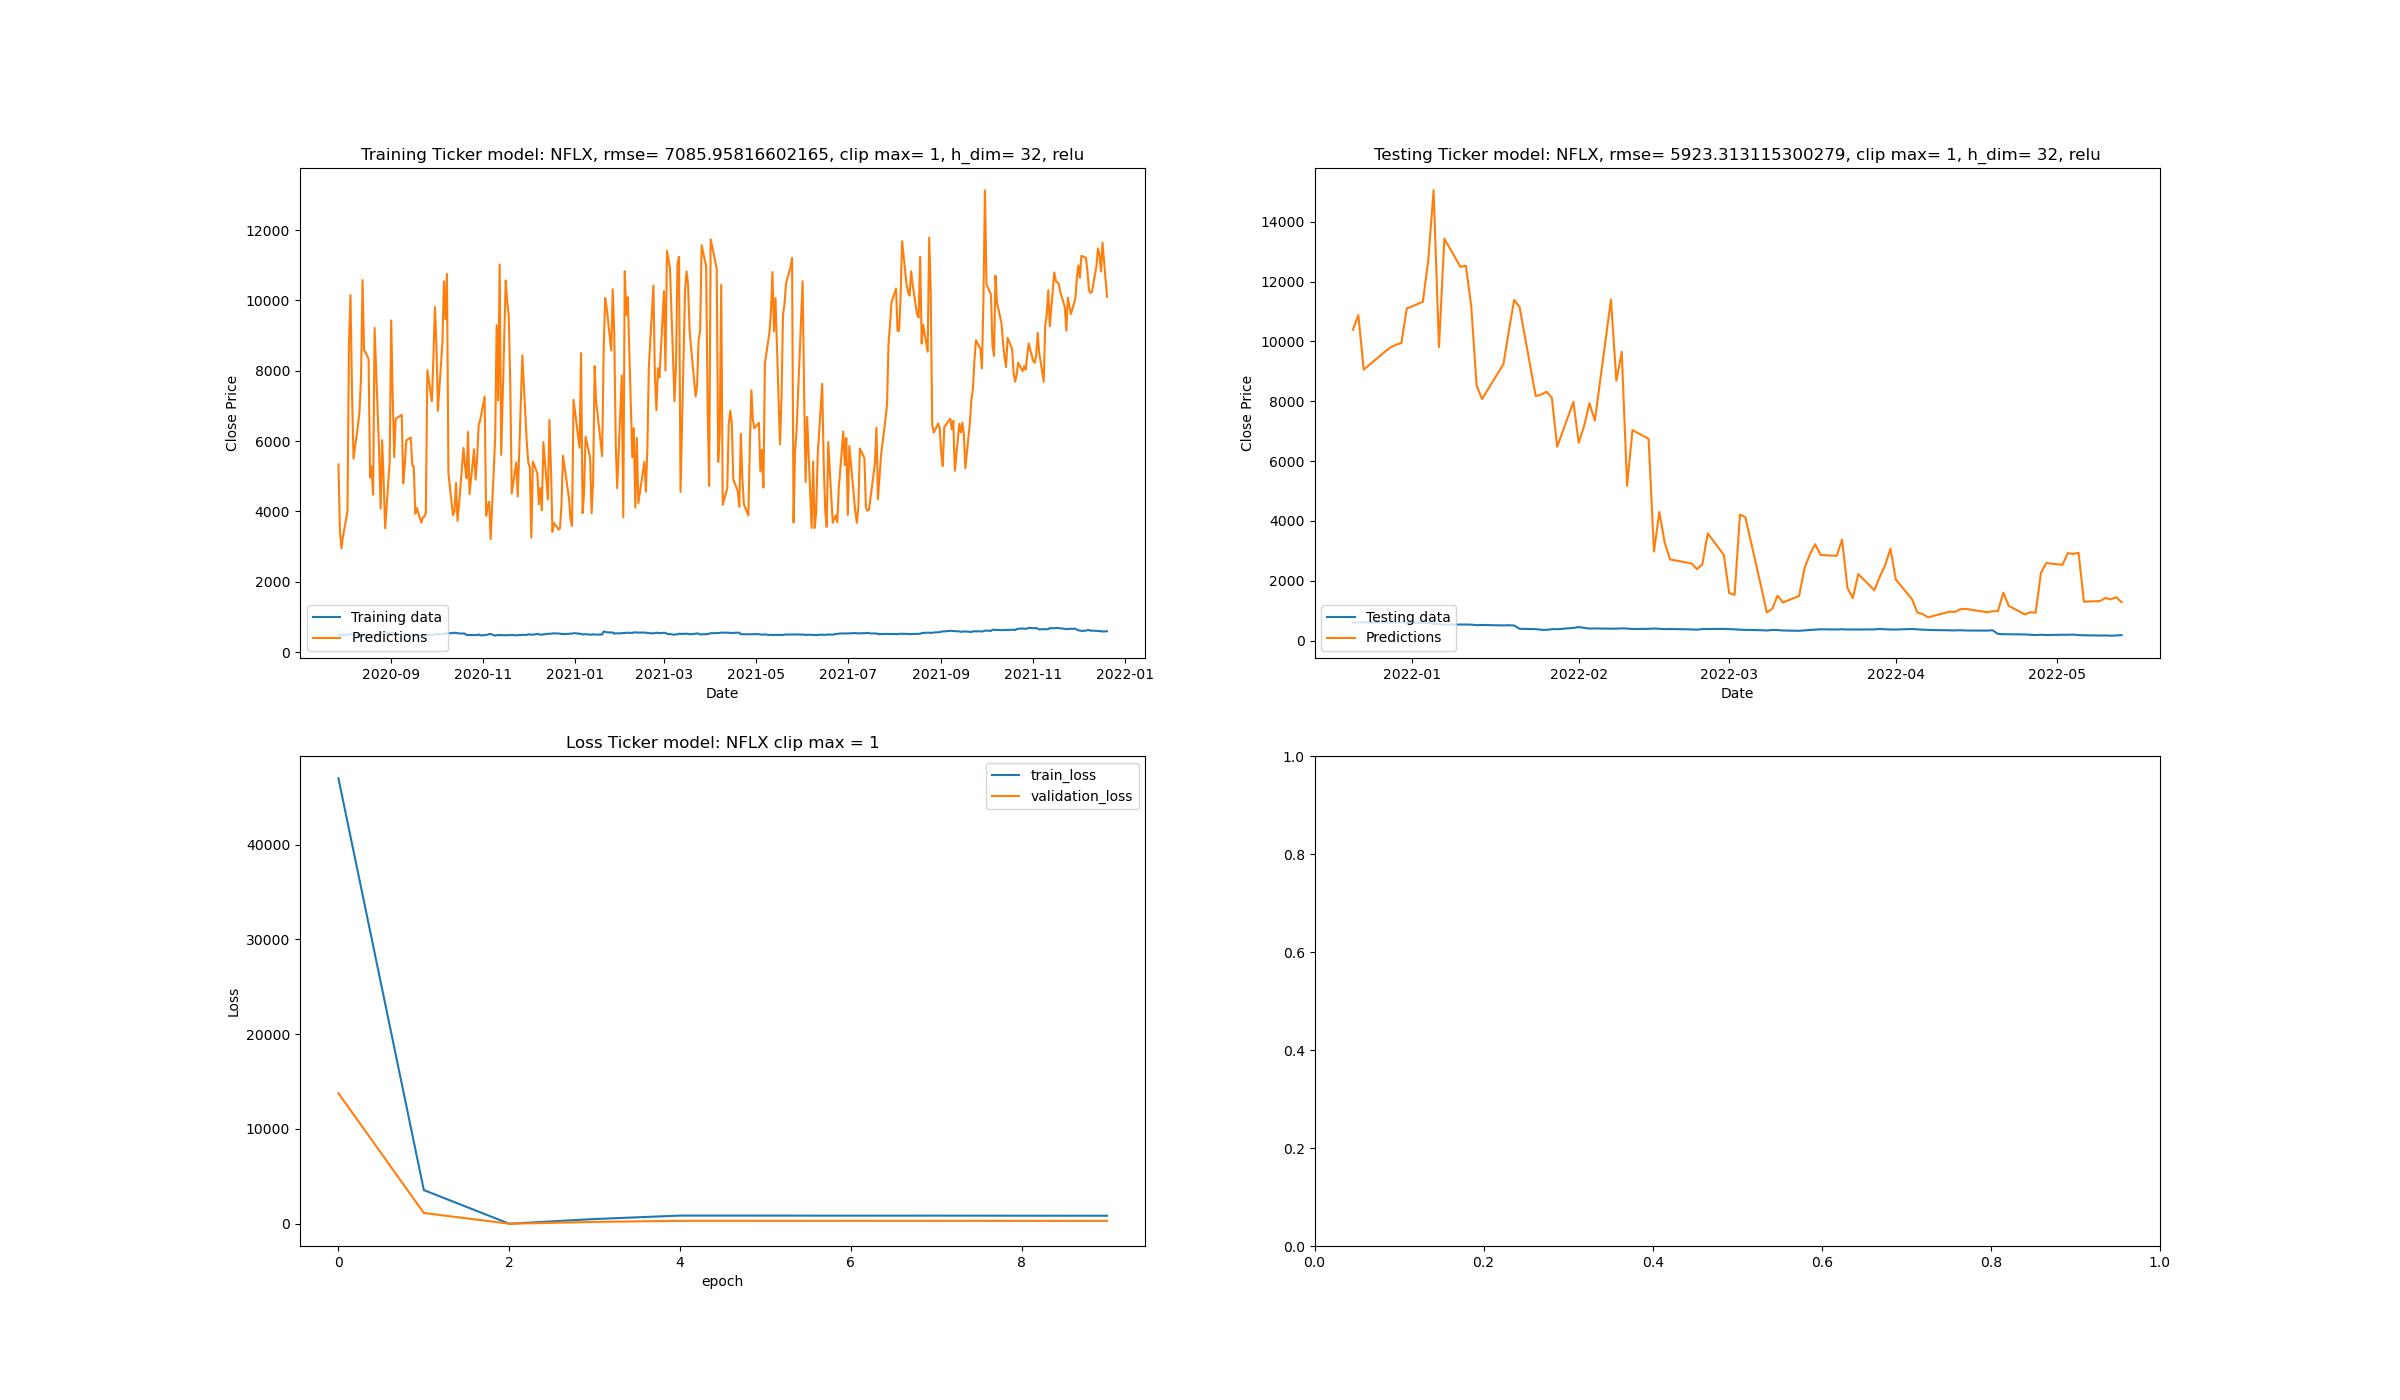 Training Ticker model: NFLX, rmse= 7085.95816602165, clip max= 1, h_dim= 32, relu
Close Price
12000
10000
8000
6000
4000
2000
0
Training data
Predictions
2020-09 2020-11 2021-01 2021-03 2021-05 2021-07 2021-09 2021-11 2022-01
Date
Testing Ticker model: NFLX, rmse= 5923.313115300279, clip max= 1, h_dim= 32, relu
Close Price
14000
12000
10000
8000
6000
4000
2000
0
Testing data
Predictions
2022-01 2022-02 2022-03 2022-04 2022-05
Date
Loss Ticker model: NFLX clip max = 1
Loss
40000
30000
20000
10000
0
train_loss
validation_loss
0 2 4 6 8
epoch
1.0
0.8
0.6
0.4
0.2
0.0
0.0 0.2 0.4 0.6 0.8 1.0